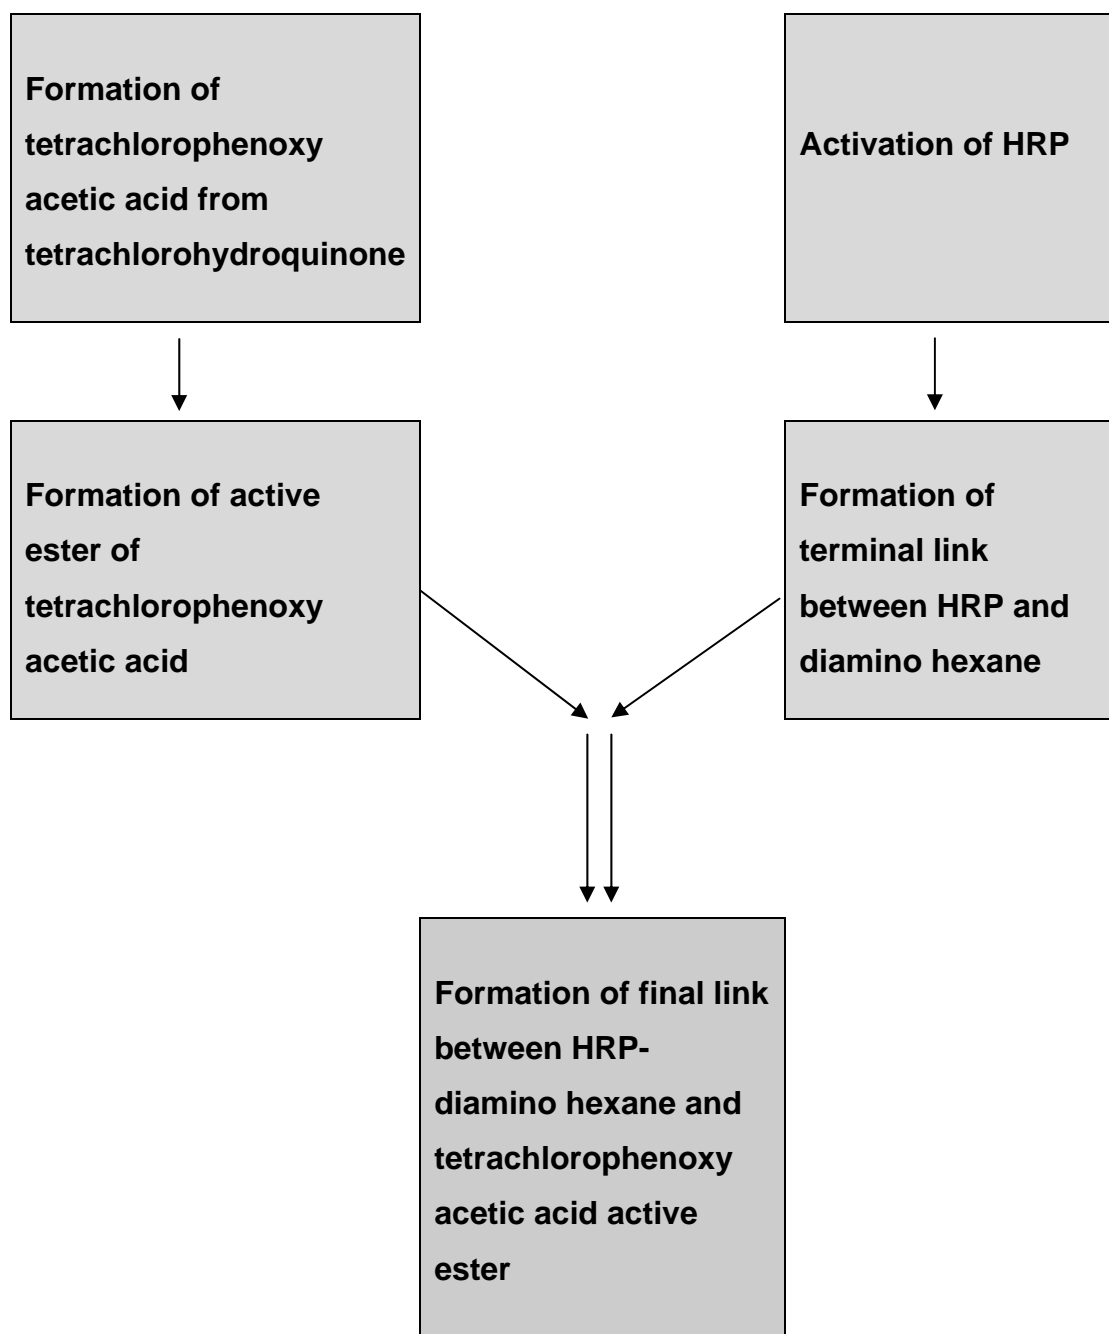 Formation of
tetrachlorophenoxy
acetic acid from
tetrachlorohydroquinone
Activation of HRP
Formation of active
ester of
tetrachlorophenoxy
acetic acid
Formation of
terminal link
between HRP and
diamino hexane
Formation of final link
between HRP-
diamino hexane and
tetrachlorophenoxy
acetic acid active
ester